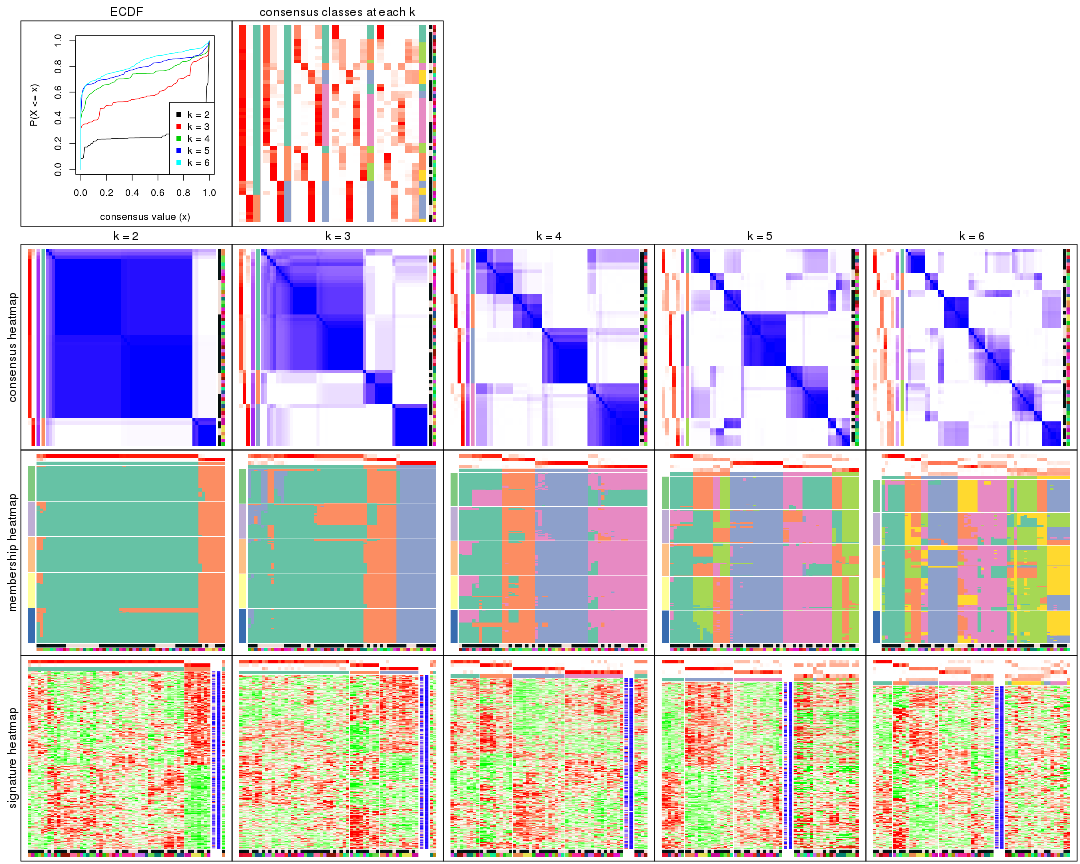 ECDF
consensus classes at each k
P(X <= x)
0.0 0.2 0.4 0.6 0.8 1.0
k = 2
k = 3
k = 4
k = 5
k = 6
0.0 0.2 0.4 0.6 0.8 1.0
consensus value (x)
k = 2
k = 3
k = 4
k = 5
k = 6
consensus heatmap
membership heatmap
signature heatmap